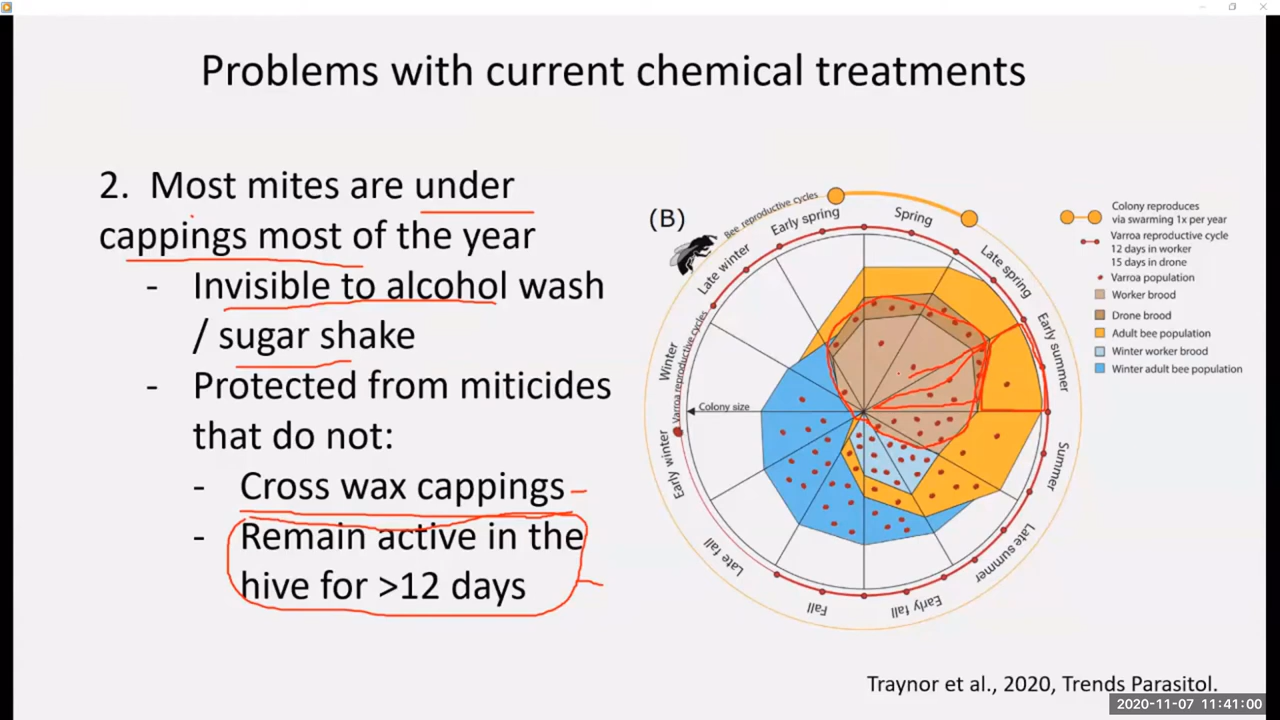 Problems with current chemical treatments
2. Most mites are under
cappings most of the year
- Invisible to alcohol wash
/ sugar shake
- Protected from miticides
that do not:
- Cross wax cappings
- Remain active in the
hive for >12 days
(B)
Bee reproductive cycles
Early spring
Spring
Late spring
Early summer
Summer
Late summer
Early fall
Fall
Late fall
Early winter
Winter
Late winter
Varroa reproductive cycles
Colony size
Colony reproduces
via swarming 1x per year
Varroa reproductive cycle
12 days in worker
15 days in drone
Varroa population
Worker brood
Drone brood
Adult bee population
Winter worker brood
Winter adult bee population
Traynor et al., 2020, Trends Parasitol.
2020-11-07 11:41:00